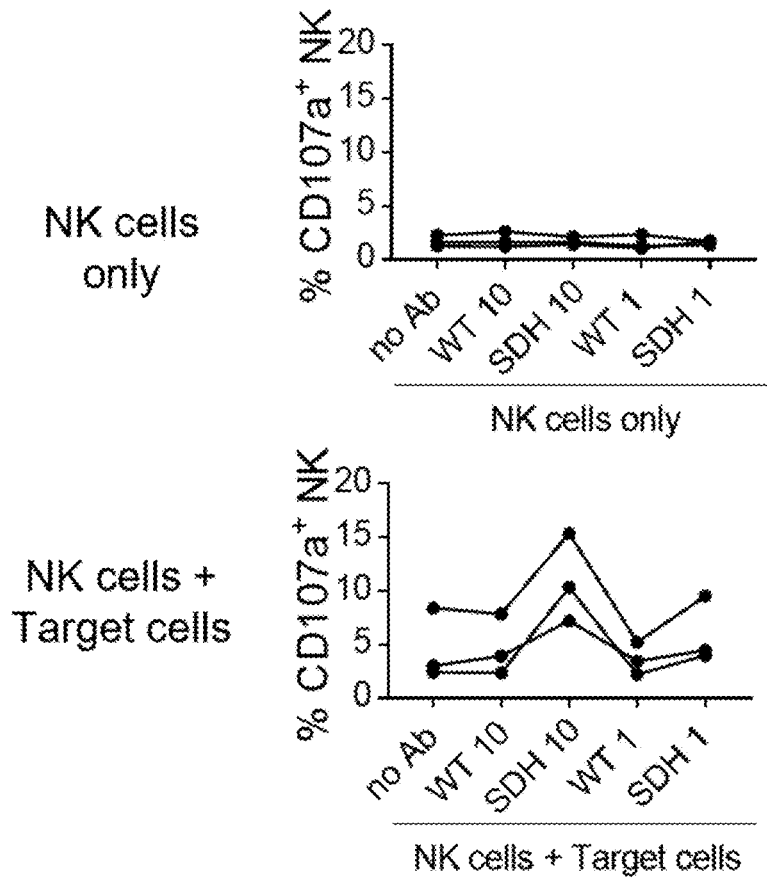 NK cells
only
% CD107a+ NK
20
15
10
5
0
no Ab
WT 10
SDH 10
WT 1
SDH 1
NK cells only
NK cells +
Target cells
% CD107a+ NK
20
15
10
5
0
no Ab
WT 10
SDH 10
WT 1
SDH 1
NK cells + Target cells